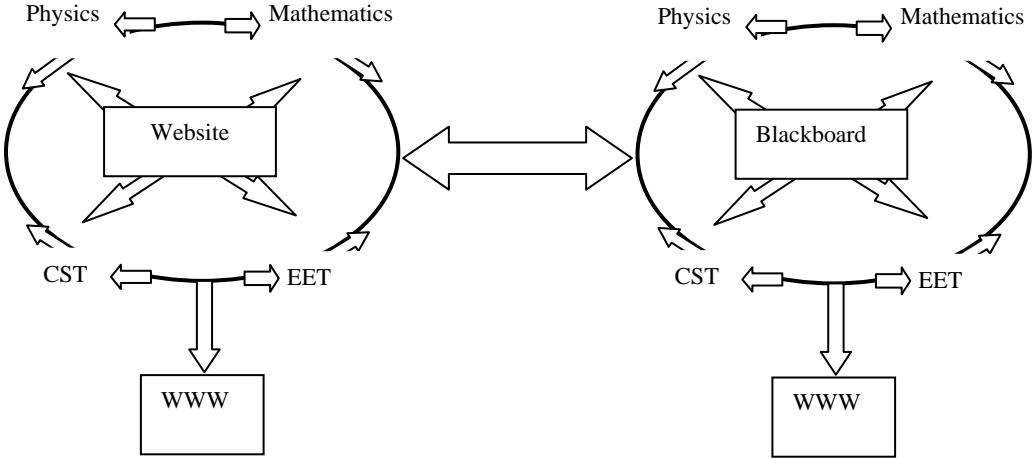 Physics
Mathematics
Website
CST
EET
WWW
Physics
Mathematics
Blackboard
CST
EET
WWW